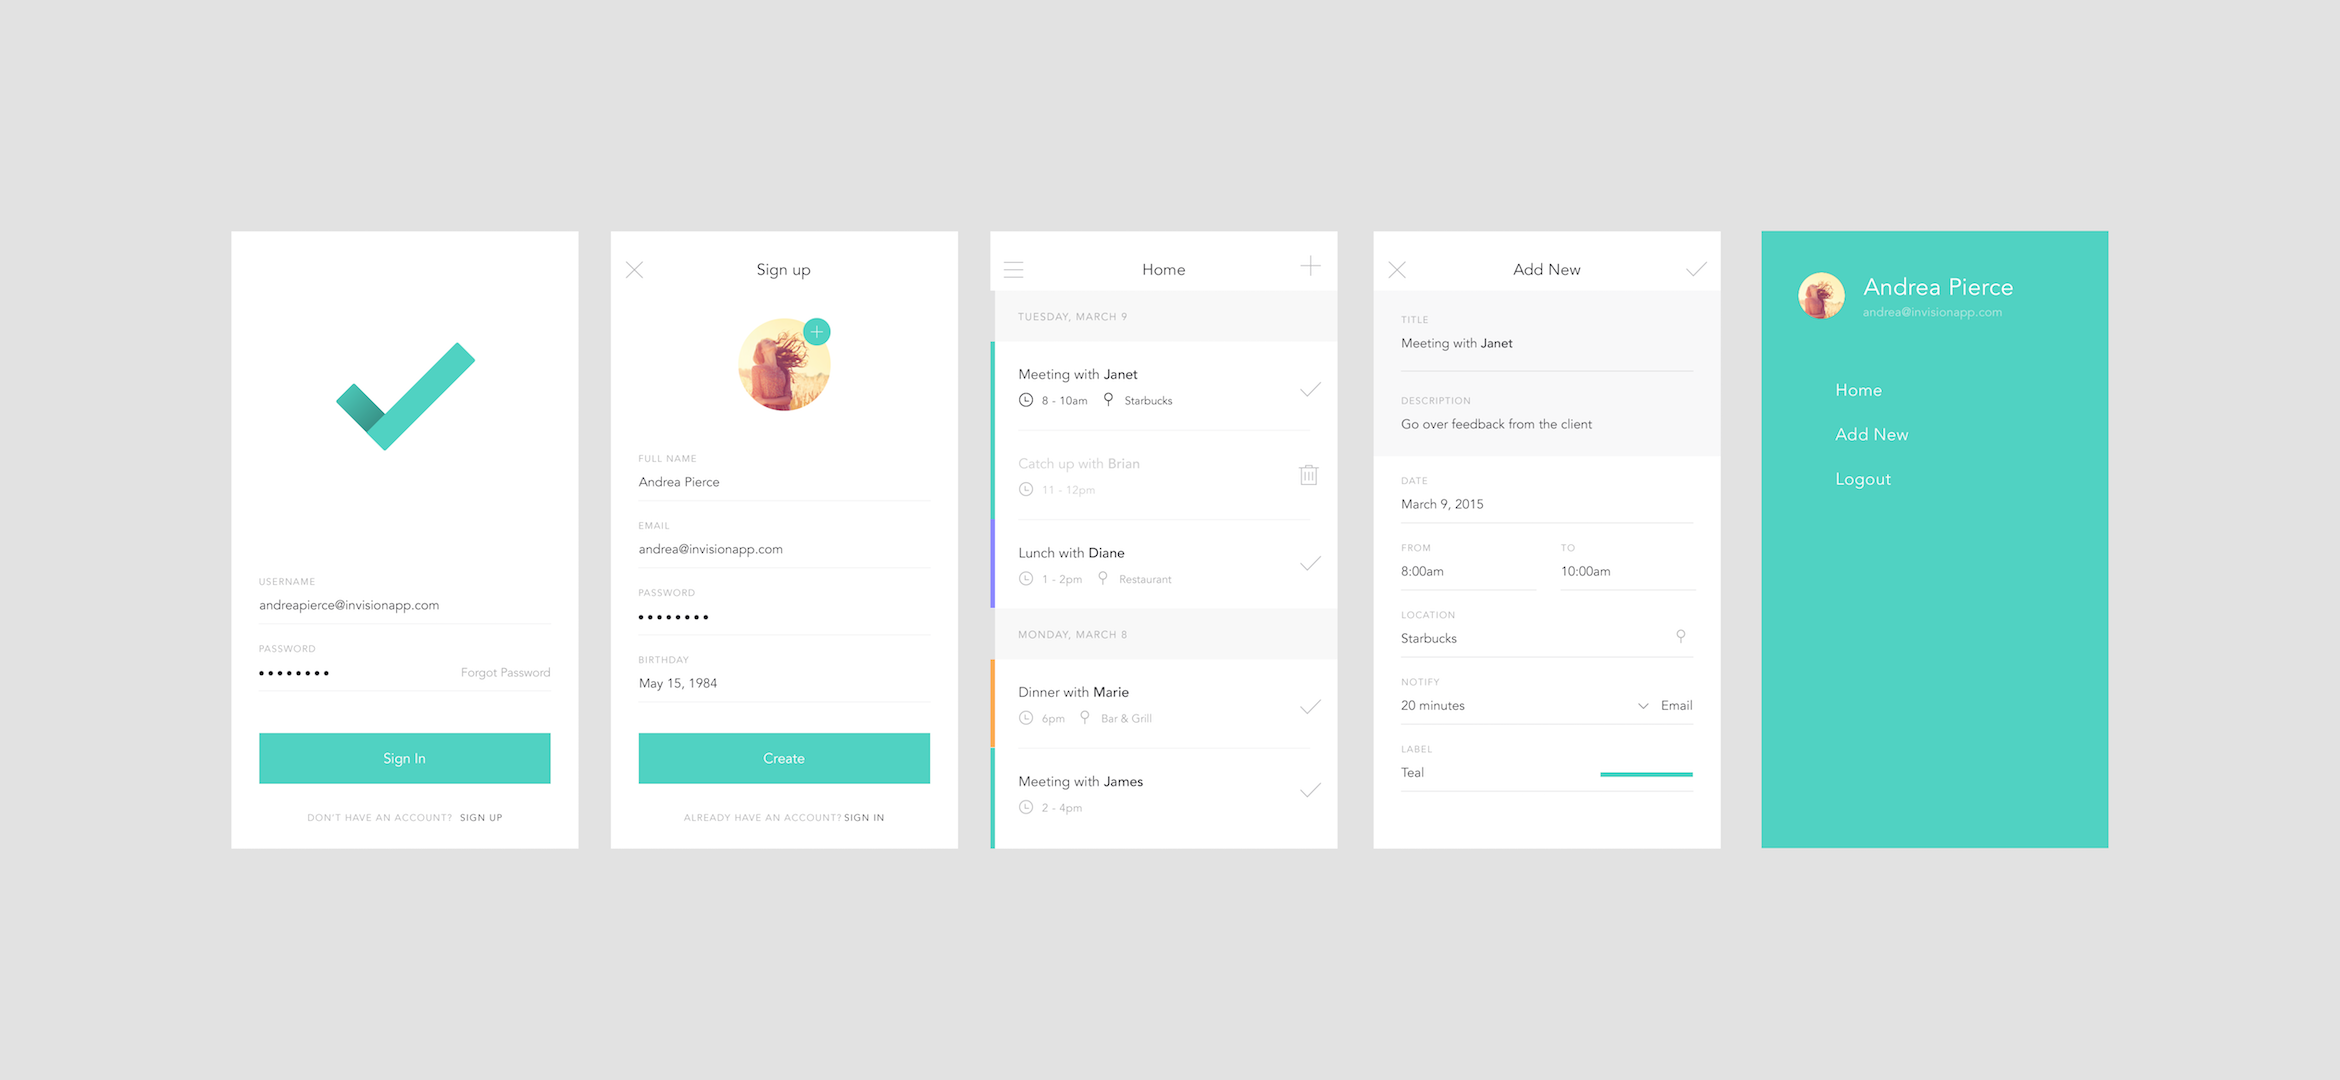 USERNAME
andreapierce@invisionapp.com
PASSWORD
Forgot Password
Sign In
DON'T HAVE AN ACCOUNT? SIGN UP
Sign up
FULL NAME
Andrea Pierce
EMAIL
andrea@invisionapp.com
PASSWORD
BIRTHDAY
May 15, 1984
Create
ALREADY HAVE AN ACCOUNT? SIGN IN
Home
TUESDAY, MARCH 9
Meeting with Janet
8 - 10am Starbucks
Catch up with Brian
11 - 12pm
Lunch with Diane
1 - 2pm Restaurant
MONDAY, MARCH 8
Dinner with Marie
6pm Bar & Grill
Meeting with James
2 - 4pm
Add New
TITLE
Meeting with Janet
DESCRIPTION
Go over feedback from the client
DATE
March 9, 2015
FROM TO
8:00am 10:00am
LOCATION
Starbucks
NOTIFY
20 minutes Email
LABEL
Teal
Andrea Pierce
andrea@invisionapp.com
Home
Add New
Logout